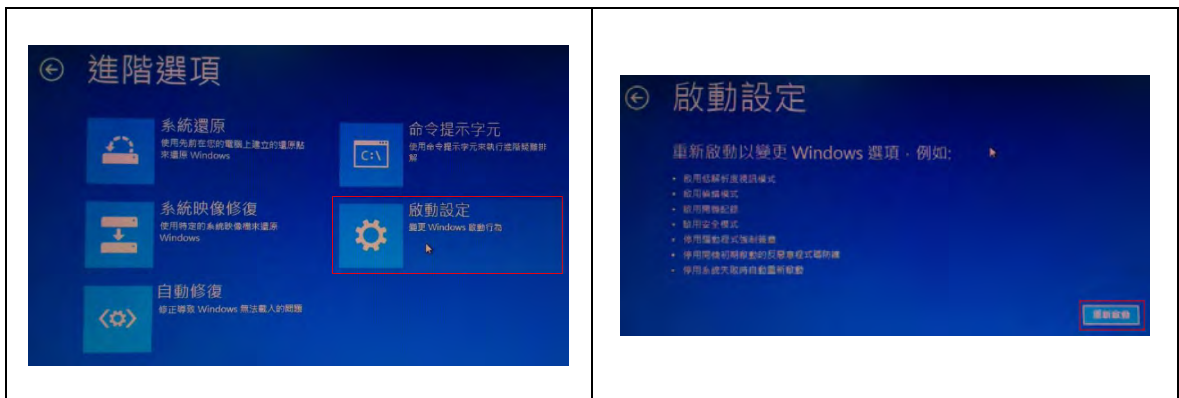 進階選項
系統還原
使用先前在您的電腦上建立的還原點
來還原 Windows
命令提示字元
使用命令提示字元來執行進階疑難排
解
C:\
系統映像修復
使用特定的系統映像檔來還原
Windows
啟動設定
變更 Windows 啟動行為
自動修復
修正導致 Windows 無法載入的問題
啟動設定
重新啟動以變更 Windows 選項，例如:
• 啟用低解析度視訊模式
• 啟用偵錯模式
• 啟用開機記錄
• 啟用安全模式
• 停用驅動程式強制簽章
• 停用開機初期啟動的反惡意程式碼防護
• 停用系統失敗時自動重新啟動
重新啟動